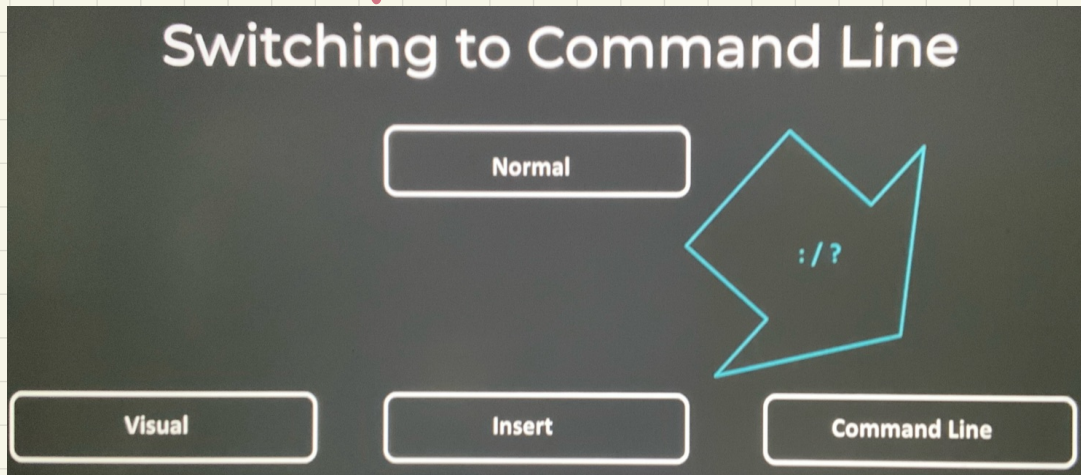 Switching to Command Line
Normal
: / ?
Visual
Insert
Command Line